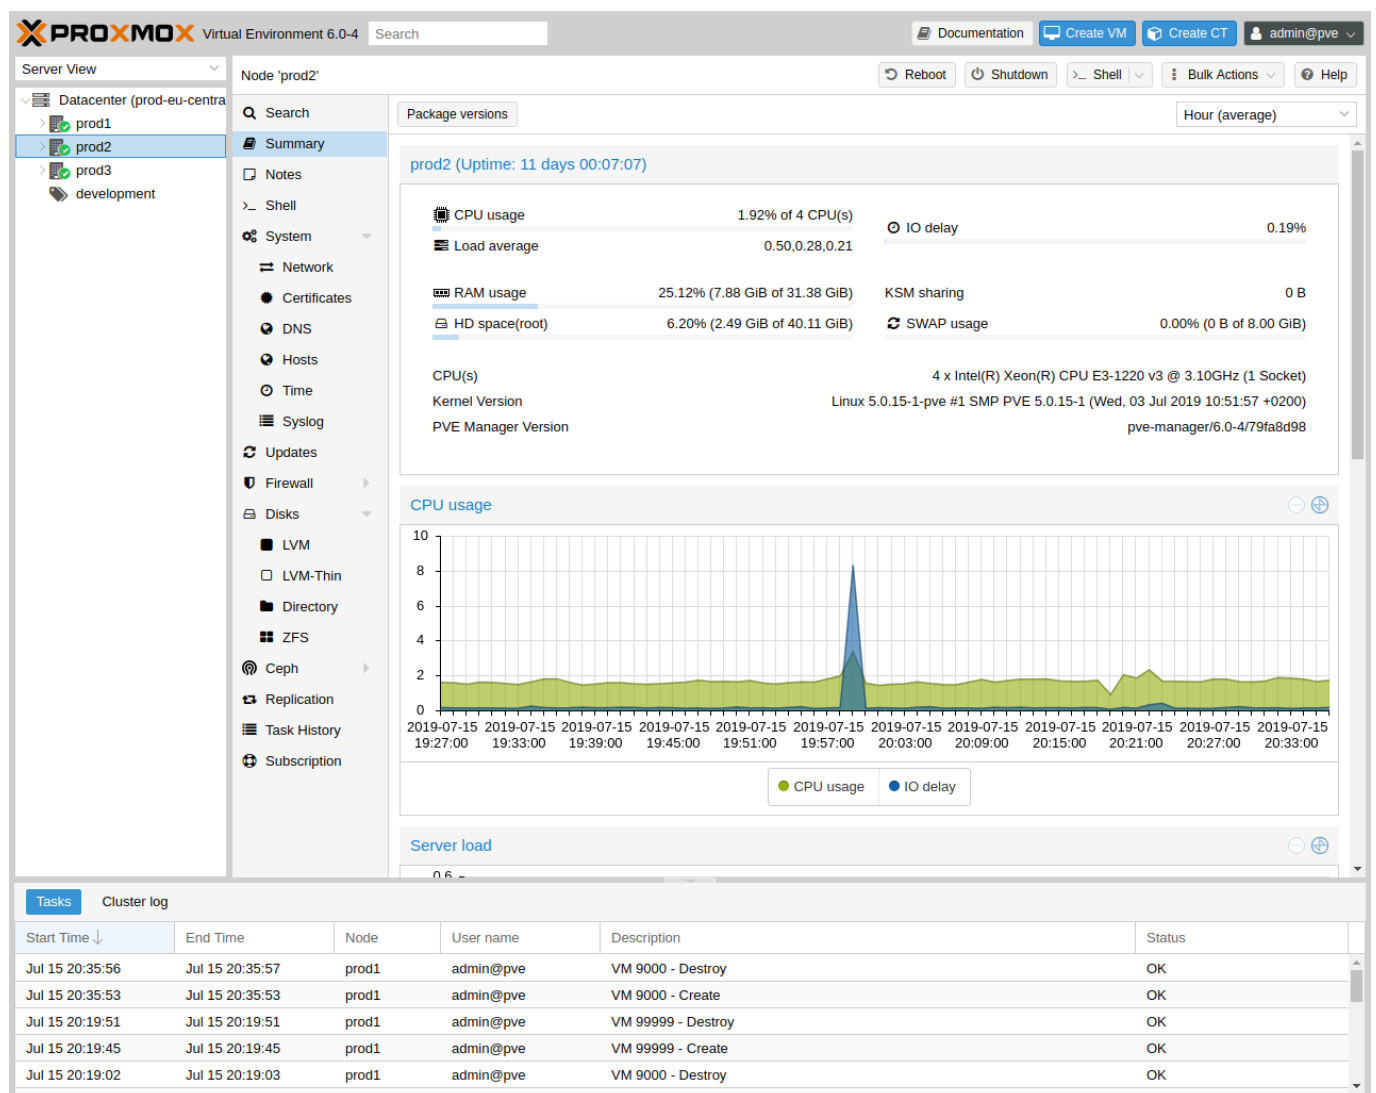 PROXMOX Virtual Environment 6.0-4 Search Documentation Create VM Create CT admin@pve
Server View
Datacenter (prod-eu-centra
prod1
prod2
prod3
development
Node 'prod2' Reboot Shutdown >_ Shell Bulk Actions Help
Search
Summary
Notes
>_ Shell
System
Network
Certificates
DNS
Hosts
Time
Syslog
Updates
Firewall
Disks
LVM
LVM-Thin
Directory
ZFS
Ceph
Replication
Task History
Subscription
Package versions Hour (average)
prod2 (Uptime: 11 days 00:07:07)
CPU usage 1.92% of 4 CPU(s)
IO delay 0.19%
Load average 0.50,0.28,0.21
RAM usage 25.12% (7.88 GiB of 31.38 GiB) KSM sharing 0 B
HD space(root) 6.20% (2.49 GiB of 40.11 GiB) SWAP usage 0.00% (0 B of 8.00 GiB)
CPU(s) 4 x Intel(R) Xeon(R) CPU E3-1220 v3 @ 3.10GHz (1 Socket)
Kernel Version Linux 5.0.15-1-pve #1 SMP PVE 5.0.15-1 (Wed, 03 Jul 2019 10:51:57 +0200)
PVE Manager Version pve-manager/6.0-4/79fa8d98
CPU usage
10
8
6
4
2
0
2019-07-15 2019-07-15 2019-07-15 2019-07-15 2019-07-15 2019-07-15 2019-07-15 2019-07-15 2019-07-15 2019-07-15 2019-07-15 2019-07-15
19:27:00 19:33:00 19:39:00 19:45:00 19:51:00 19:57:00 20:03:00 20:09:00 20:15:00 20:21:00 20:27:00 20:33:00
CPU usage IO delay
Server load
0.6
Tasks Cluster log
Start Time End Time Node User name Description Status
Jul 15 20:35:56 Jul 15 20:35:57 prod1 admin@pve VM 9000 - Destroy OK
Jul 15 20:35:53 Jul 15 20:35:53 prod1 admin@pve VM 9000 - Create OK
Jul 15 20:19:51 Jul 15 20:19:51 prod1 admin@pve VM 99999 - Destroy OK
Jul 15 20:19:45 Jul 15 20:19:45 prod1 admin@pve VM 99999 - Create OK
Jul 15 20:19:02 Jul 15 20:19:03 prod1 admin@pve VM 9000 - Destroy OK